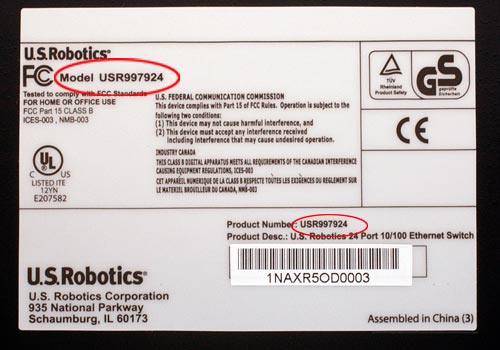 U.S.Robotics®
FC Model USR997924
Tested to comply with FCC Standards
FOR HOME OR OFFICE USE
FCC Part 15 CLASS B
ICES-003 , NMB-003
U.S. FEDERAL COMMUNICATION COMMISSION
This device complies with Part 15 of FCC Rules. Operation is subject to the
following two conditions:
(1) This device may not cause harmful interference, and
(2) This device must accept any interference received
including interference that may cause undesired operation.
INDUSTRY CANADA
THIS CLASS B DIGITAL APPARATUS MEETS ALL REQUIREMENTS OF THE CANADIAN INTERFERENCE
CAUSING EQUIPMENT REGULATIONS, ICES-003
CET APPAREIL NUMERIQUE DE LA CLASS B RESPECTE TOUTES LES EXIGENCES DU REGLEMENT SUR
LE MATERIEL BROUILLEUR DU CANADA, NMB-003
C UL US
LISTED ITE
12YN
E207582
TÜV
Rheinland
Product Safety
GS
geprüfte
Sicherheit
CE
Product Number: USR997924
Product Desc.: U.S. Robotics 24 Port 10/100 Ethernet Switch
1NAXR5OD0003
U.S.Robotics®
U.S. Robotics Corporation
935 National Parkway
Schaumburg, IL 60173
Assembled in China (3)